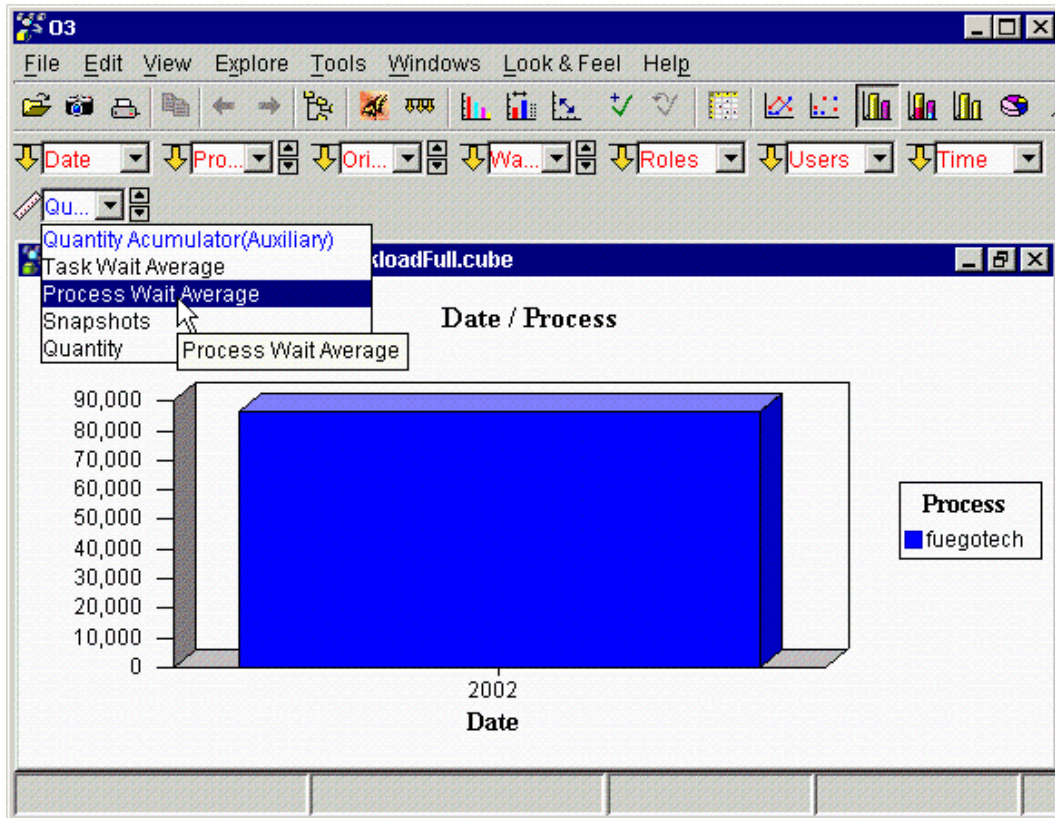 O3
File Edit View Explore Tools Windows Look & Feel Help
Date Pro... Ori... Wa... Roles Users Time
Qu...
Quantity Acumulator(Auxiliary)
Task Wait Average
Process Wait Average
Snapshots
Quantity
Process Wait Average
kloadFull.cube
Date / Process
90,000
80,000
70,000
60,000
50,000
40,000
30,000
20,000
10,000
0
2002
Date
Process
fuegotech